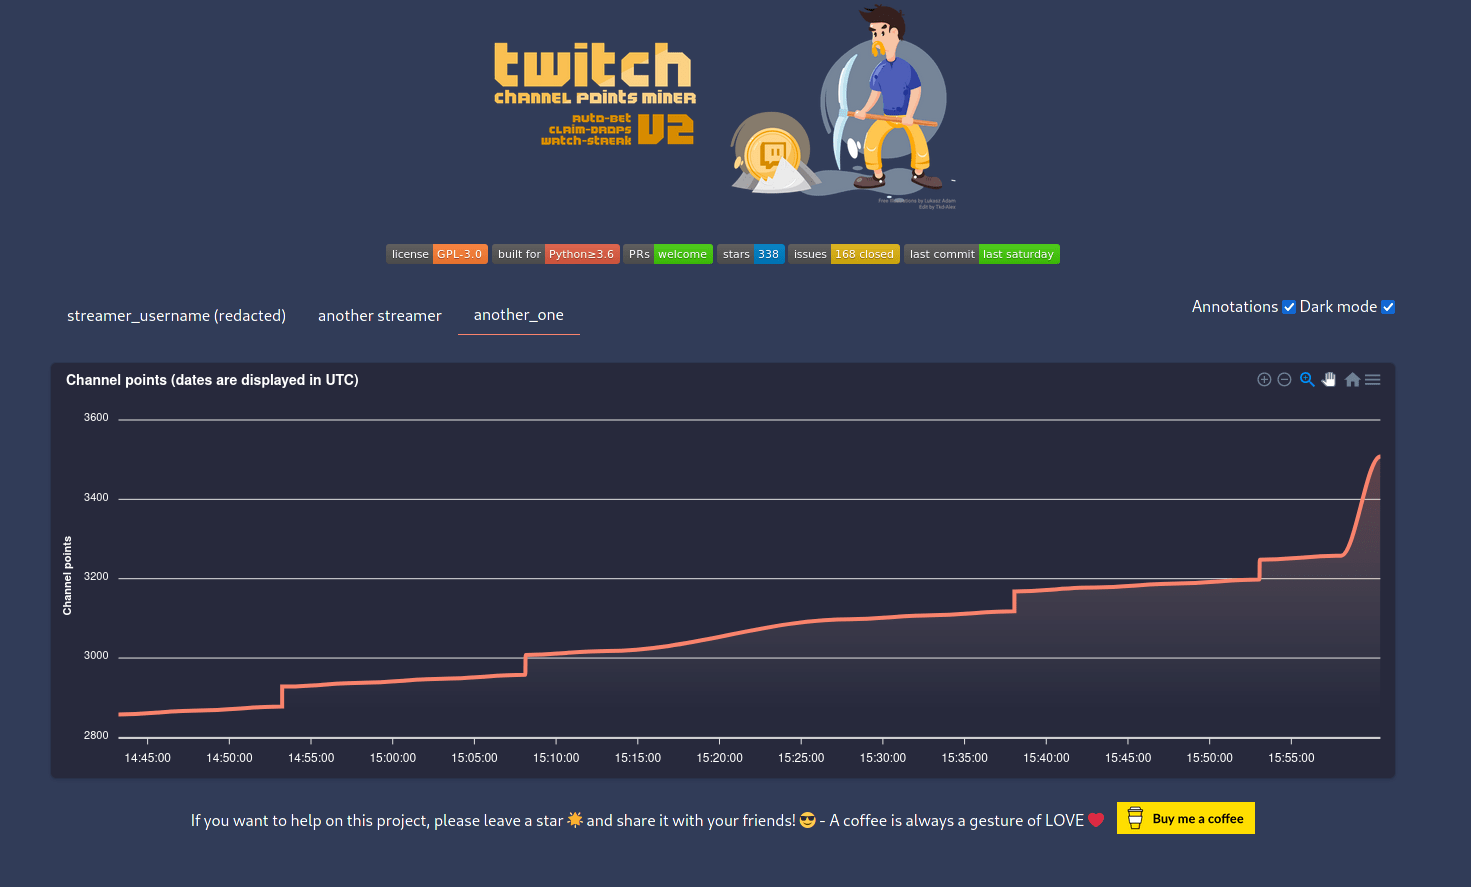 twitch
CHANNEL POINTS MINER
AUTO-BET
CLAIM-DROPS
WATCH-STREAK
V2
Edit by Tkd-Alex
license GPL-3.0 built for Python≥3.6 PRs welcome stars 338 issues 168 closed last commit last saturday
streamer_username (redacted) another streamer another_one
Annotations Dark mode
Channel points (dates are displayed in UTC)
Channel points
3600
3400
3200
3000
2800
14:45:00 14:50:00 14:55:00 15:00:00 15:05:00 15:10:00 15:15:00 15:20:00 15:25:00 15:30:00 15:35:00 15:40:00 15:45:00 15:50:00 15:55:00
If you want to help on this project, please leave a star 🌟 and share it with your friends! 😎 - A coffee is always a gesture of LOVE ❤️ Buy me a coffee